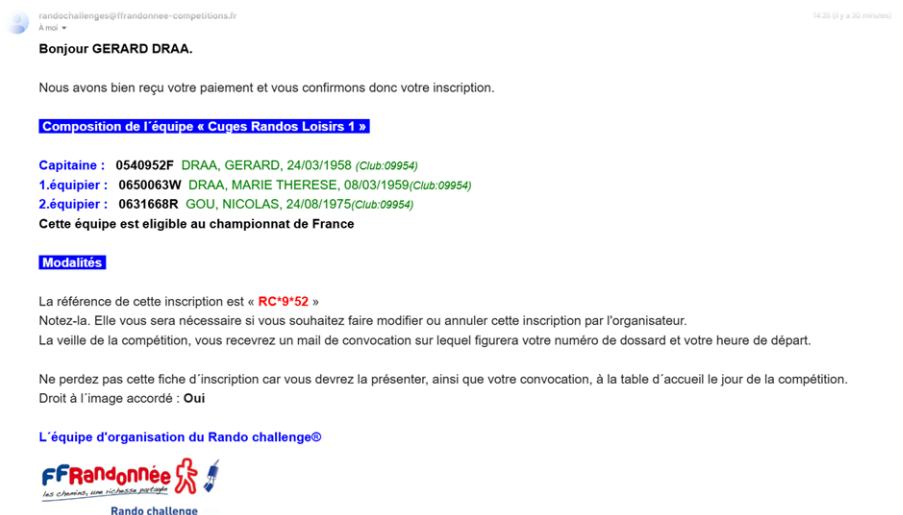 randochallenges@ffrandonnee-competitions.fr
14:25 (il y a 30 minutes)
À moi
Bonjour GERARD DRAA.
Nous avons bien reçu votre paiement et vous confirmons donc votre inscription.
Composition de l´équipe « Cuges Randos Loisirs 1 »
Capitaine : 0540952F DRAA, GERARD, 24/03/1958 (Club:09954)
1.équipier : 0650063W DRAA, MARIE THERESE, 08/03/1959(Club:09954)
2.équipier : 0631668R GOU, NICOLAS, 24/08/1975(Club:09954)
Cette équipe est eligible au championnat de France
Modalités
La référence de cette inscription est « RC*9*52 »
Notez-la. Elle vous sera nécessaire si vous souhaitez faire modifier ou annuler cette inscription par l'organisateur.
La veille de la compétition, vous recevrez un mail de convocation sur lequel figurera votre numéro de dossard et votre heure de départ.
Ne perdez pas cette fiche d´inscription car vous devrez la présenter, ainsi que votre convocation, à la table d´accueil le jour de la compétition.
Droit à l´image accordé : Oui
L´équipe d'organisation du Rando challenge®
FFRandonnée
les chemins, une richesse partagée
Rando challenge